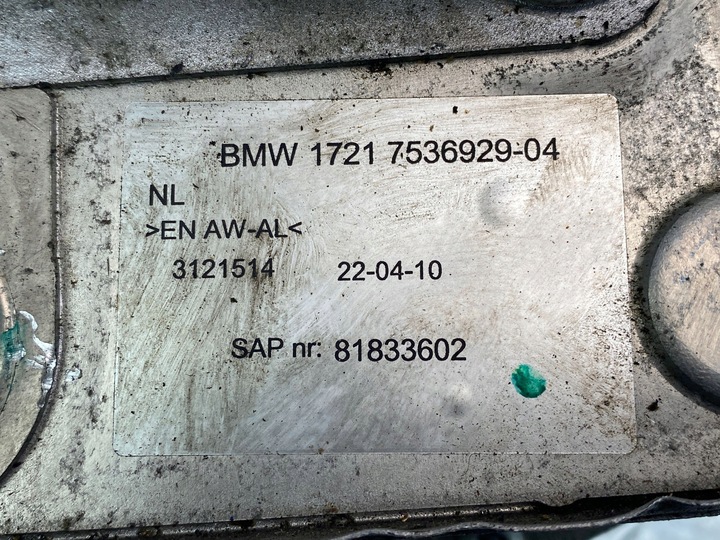 BMW 1721 7536929-04
NL
>EN AW-AL<
3121514 22-04-10
SAP nr: 81833602